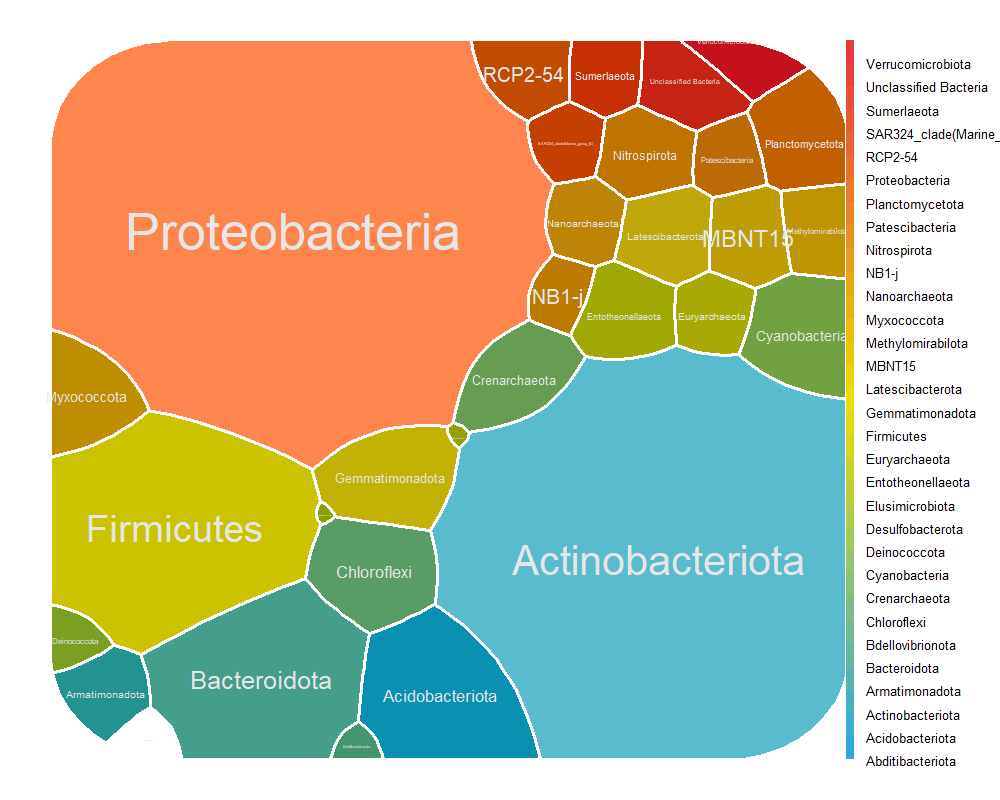 RCP2-54
Sumerlaeota
Unclassified Bacteria
Nitrospirota
Patescibacteria
Planctomycetota
Proteobacteria
Nanoarchaeota
Latescibacterota
MBNT15
Methylomirabilota
NB1-j
Entotheonellaeota
Euryarchaeota
Cyanobacteria
Crenarchaeota
Myxococcota
Gemmatimonadota
Firmicutes
Actinobacteriota
Chloroflexi
Deinococcota
Armatimonadota
Bacteroidota
Acidobacteriota
Verrucomicrobiota
Unclassified Bacteria
Sumerlaeota
SAR324_clade(Marine_
RCP2-54
Proteobacteria
Planctomycetota
Patescibacteria
Nitrospirota
NB1-j
Nanoarchaeota
Myxococcota
Methylomirabilota
MBNT15
Latescibacterota
Gemmatimonadota
Firmicutes
Euryarchaeota
Entotheonellaeota
Elusimicrobiota
Desulfobacterota
Deinococcota
Cyanobacteria
Crenarchaeota
Chloroflexi
Bdellovibrionota
Bacteroidota
Armatimonadota
Actinobacteriota
Acidobacteriota
Abditibacteriota